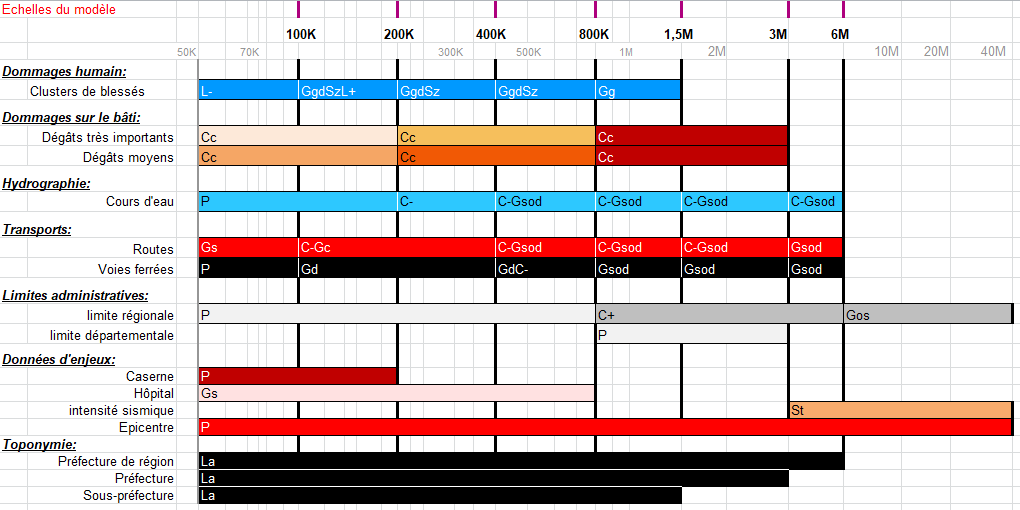 Echelles du modèle
100K 200K 400K 800K 1,5M 3M 6M
50K 70K 300K 500K 1M 2M 10M 20M 40M
Dommages humain:
Clusters de blessés L- GgdSzL+ GgdSz GgdSz Gg
Dommages sur le bâti:
Dégâts très importants Cc Cc Cc
Dégâts moyens Cc Cc Cc
Hydrographie:
Cours d'eau P C- C-Gsod C-Gsod C-Gsod C-Gsod
Transports:
Routes Gs C-Gc C-Gsod C-Gsod C-Gsod Gsod
Voies ferrées P Gd GdC- Gsod Gsod Gsod
Limites administratives:
limite régionale P C+ Gos
limite départementale P
Données d'enjeux:
Caserne P
Hôpital Gs
intensité sismique St
Epicentre P
Toponymie:
Préfecture de région La
Préfecture La
Sous-préfecture La